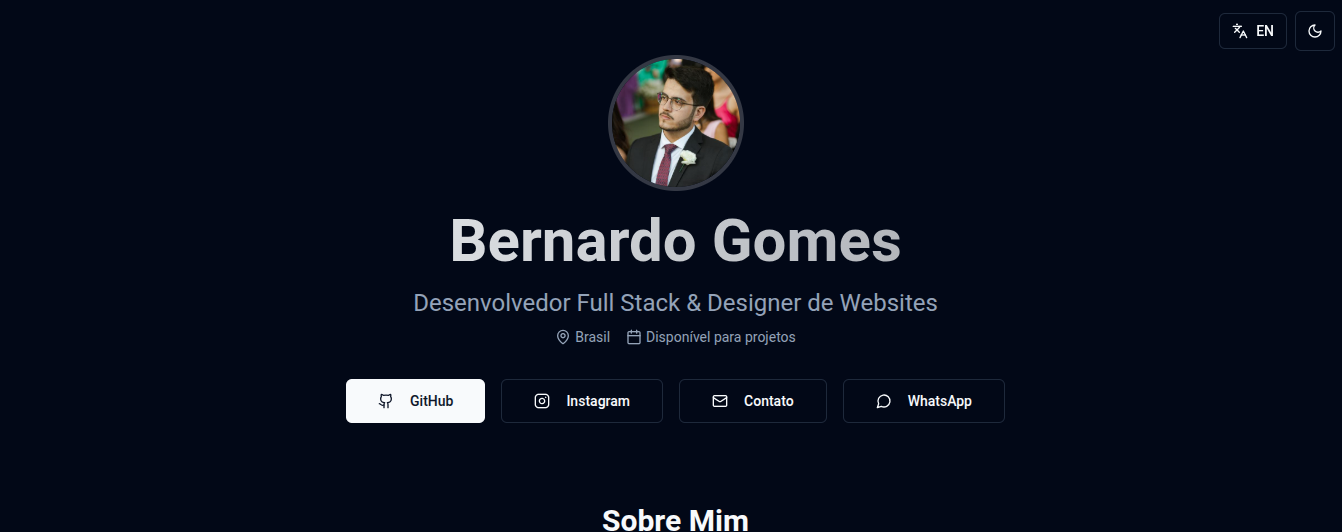 EN
Bernardo Gomes
Desenvolvedor Full Stack & Designer de Websites
Brasil Disponível para projetos
GitHub Instagram Contato WhatsApp
Sobre Mim